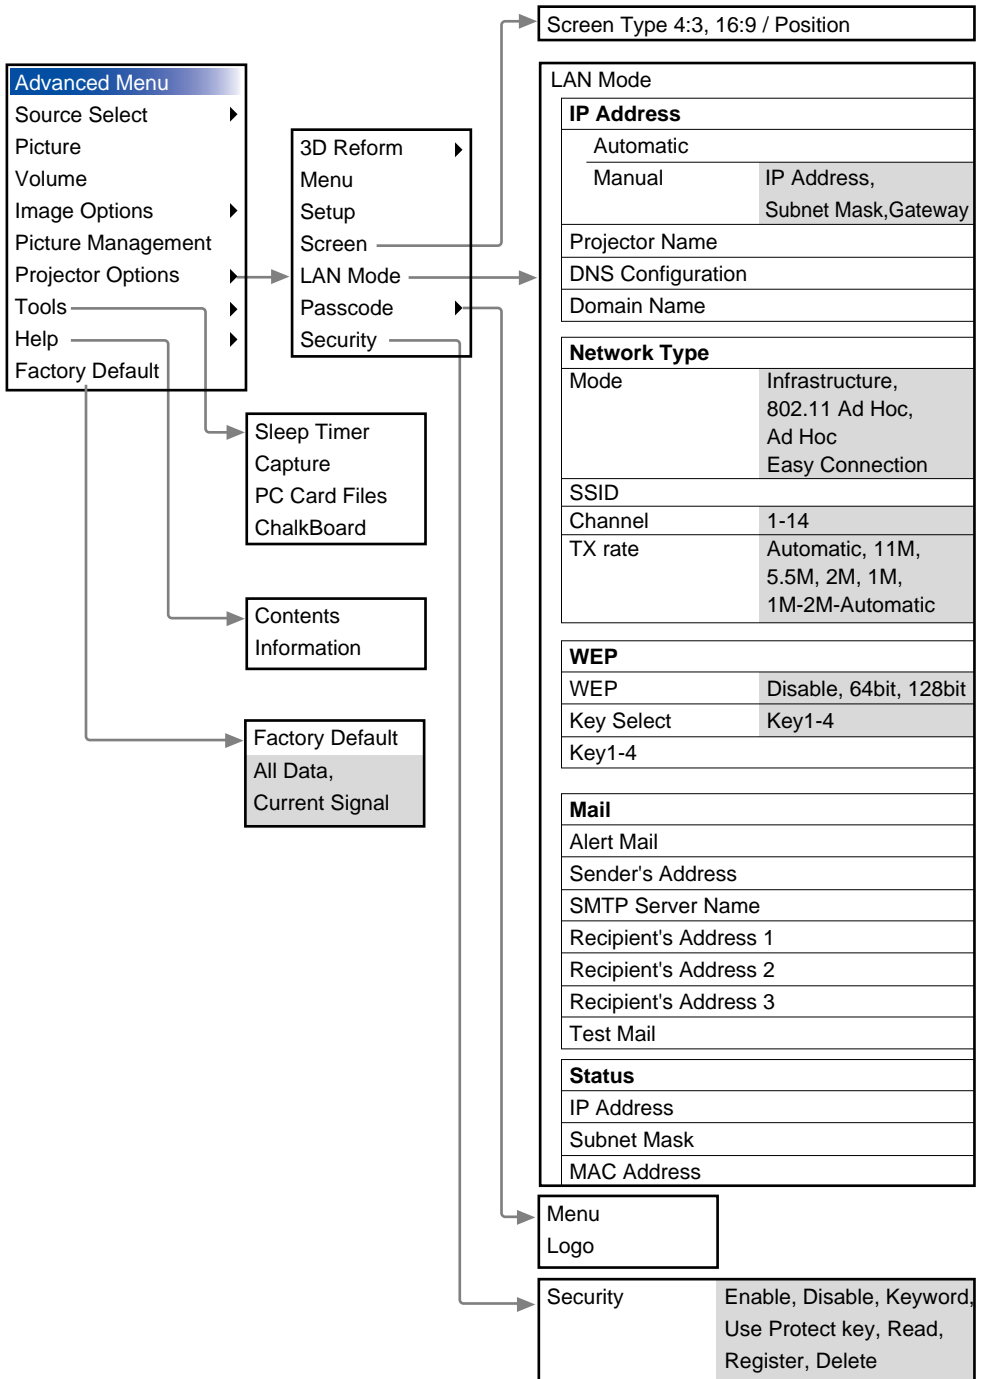 Screen Type 4:3, 16:9 / Position
Advanced Menu
Source Select
Picture
Volume
Image Options
Picture Management
Projector Options
Tools
Help
Factory Default
3D Reform
Menu
Setup
Screen
LAN Mode
Passcode
Security
Sleep Timer
Capture
PC Card Files
ChalkBoard
Contents
Information
Factory Default
All Data,
Current Signal
LAN Mode
IP Address
Automatic
Manual IP Address,
Subnet Mask,Gateway
Projector Name
DNS Configuration
Domain Name
Network Type
Mode Infrastructure,
802.11 Ad Hoc,
Ad Hoc
Easy Connection
SSID
Channel 1-14
TX rate Automatic, 11M,
5.5M, 2M, 1M,
1M-2M-Automatic
WEP
WEP Disable, 64bit, 128bit
Key Select Key1-4
Key1-4
Mail
Alert Mail
Sender's Address
SMTP Server Name
Recipient's Address 1
Recipient's Address 2
Recipient's Address 3
Test Mail
Status
IP Address
Subnet Mask
MAC Address
Menu
Logo
Security Enable, Disable, Keyword,
Use Protect key, Read,
Register, Delete